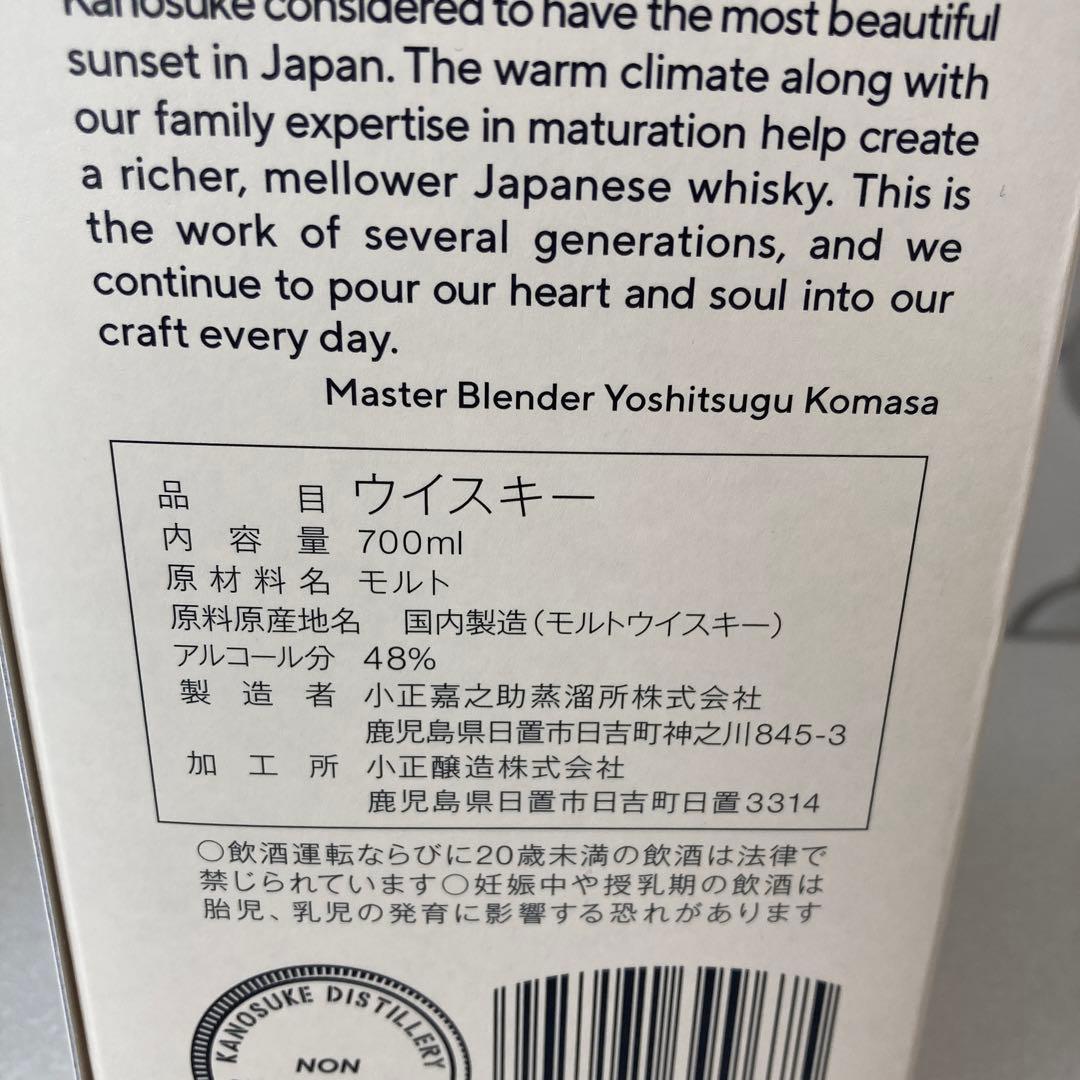 Kanosuke considered to have the most beautiful
sunset in Japan. The warm climate along with
our family expertise in maturation help create
a richer, mellower Japanese whisky. This is
the work of several generations, and we
continue to pour our heart and soul into our
craft every day.
Master Blender Yoshitsugu Komasa
品目 ウイスキー
内容量 700ml
原材料名 モルト
原料原産地名 国内製造(モルトウイスキー)
アルコール分 48%
製造者 小正嘉之助蒸溜所株式会社
鹿児島県日置市日吉町神之川845-3
加工所 小正醸造株式会社
鹿児島県日置市日吉町日置3314
○飲酒運転ならびに20歳未満の飲酒は法律で
禁じられています○妊娠中や授乳期の飲酒は
胎児、乳児の発育に影響する恐れがあります
KANOSUKE DISTILLERY
NON